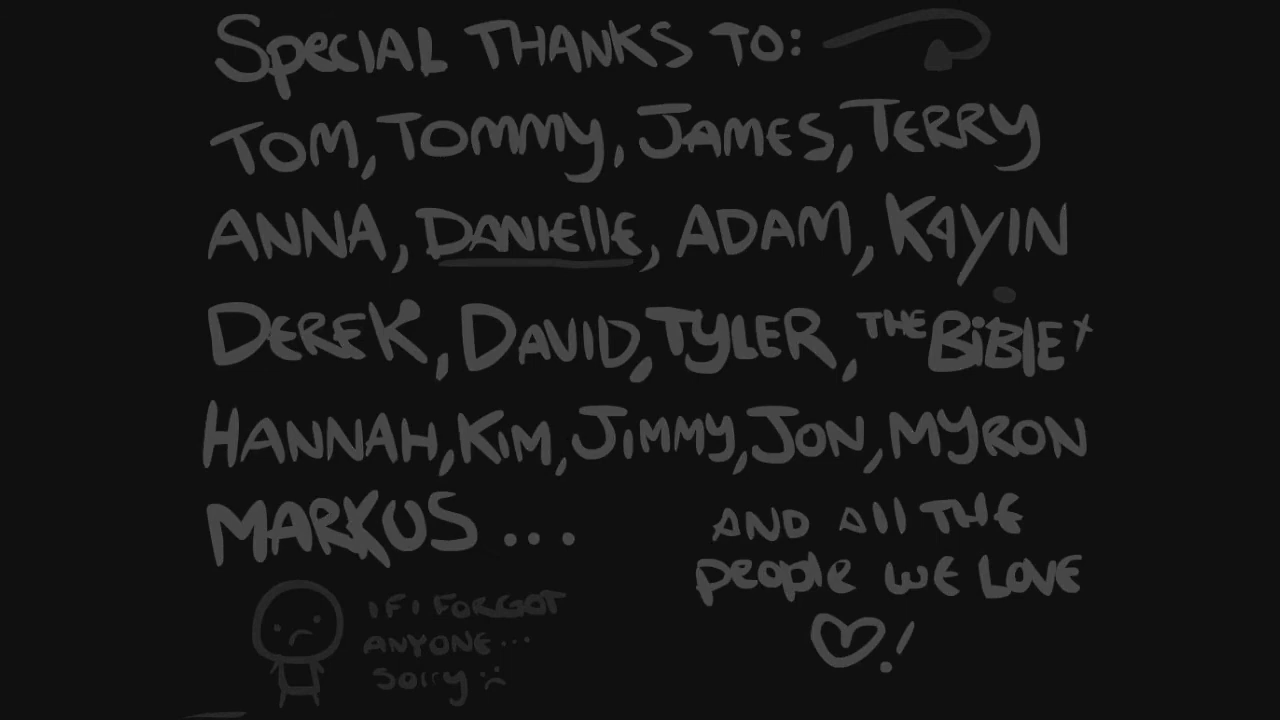 Special THANKS TO:
TOM, TOMMY, JAMES, TERRY
ANNA, DANIElle, ADAM, KAYIN
DEREK, DAVID, TYLER, THE BiBlE
HANNAH, KiM, JiMMY, JON, MYRON
MARKUS ...
AND All THE
people WE LOVE
♡!
IF I FORGOT
ANYONE...
Sorry :(